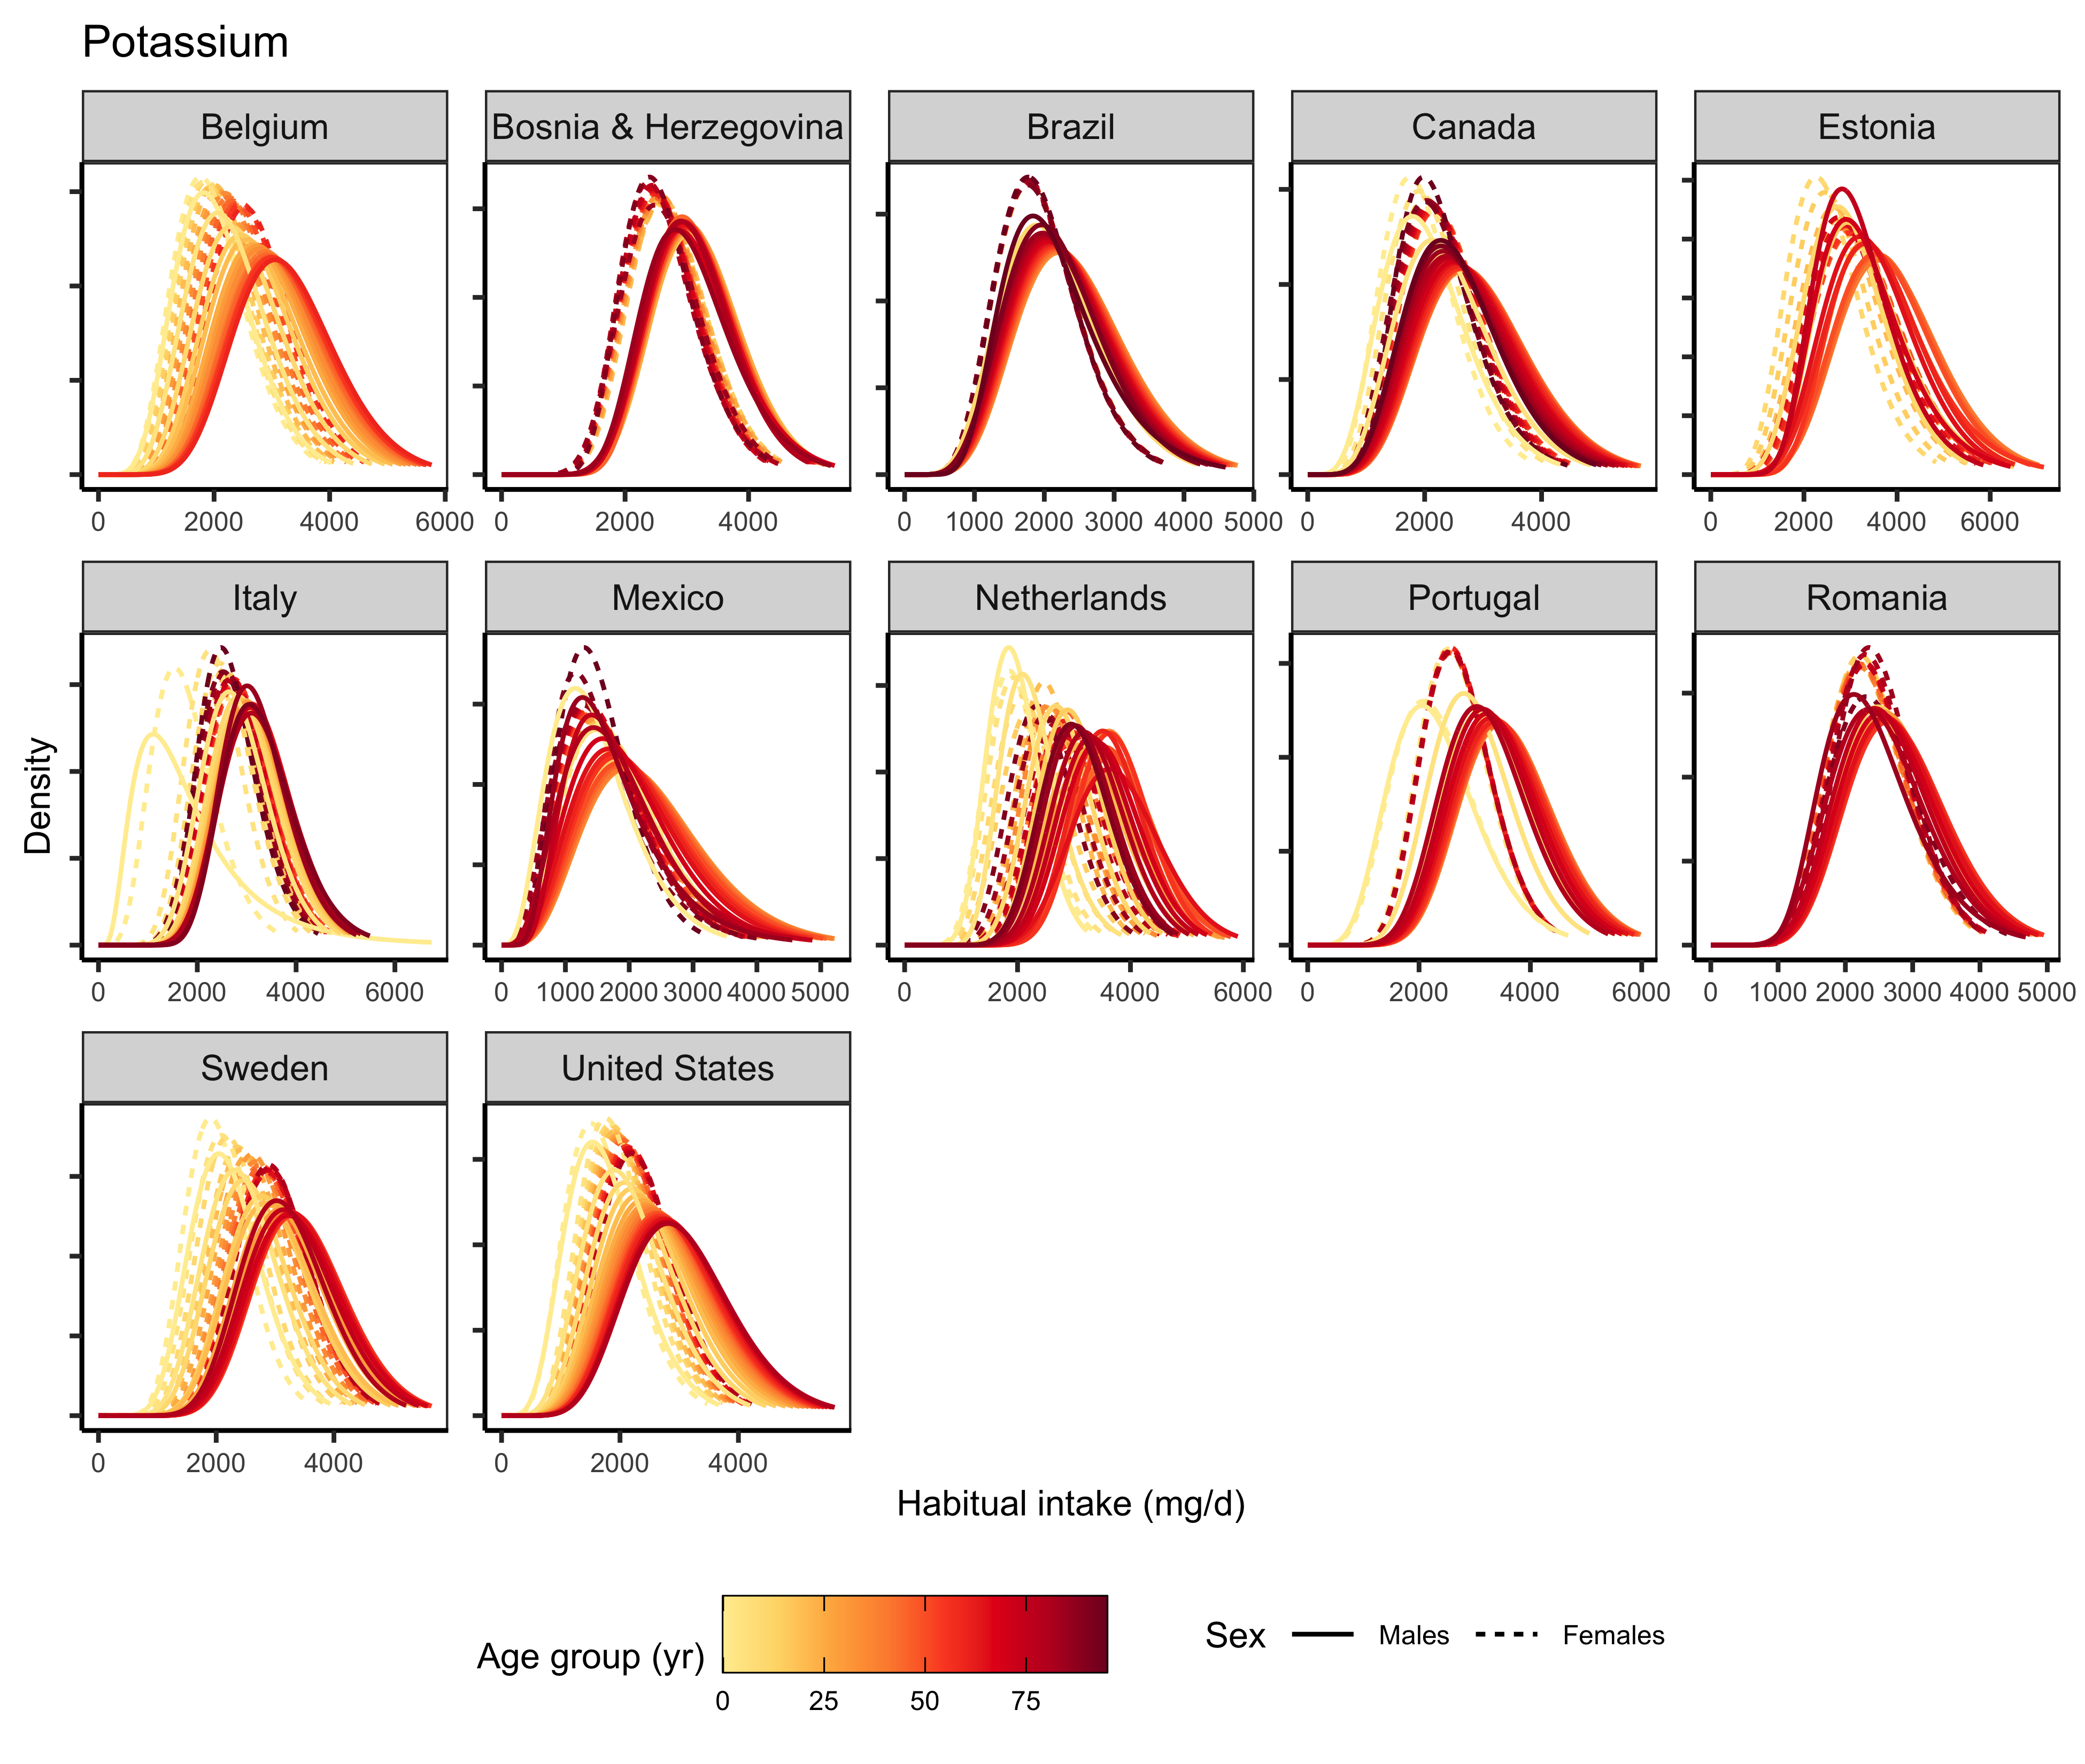 Potassium
Belgium Bosnia & Herzegovina Brazil Canada Estonia
0 2000 4000 6000 0 2000 4000 0 1000 2000 3000 4000 5000 0 2000 4000 0 2000 4000 6000
Italy Mexico Netherlands Portugal Romania
Density
0 2000 4000 6000 0 1000 2000 3000 4000 5000 0 2000 4000 6000 0 2000 4000 6000 0 1000 2000 3000 4000 5000
Sweden United States
0 2000 4000 0 2000 4000
Habitual intake (mg/d)
Age group (yr)
0 25 50 75
Sex Males Females